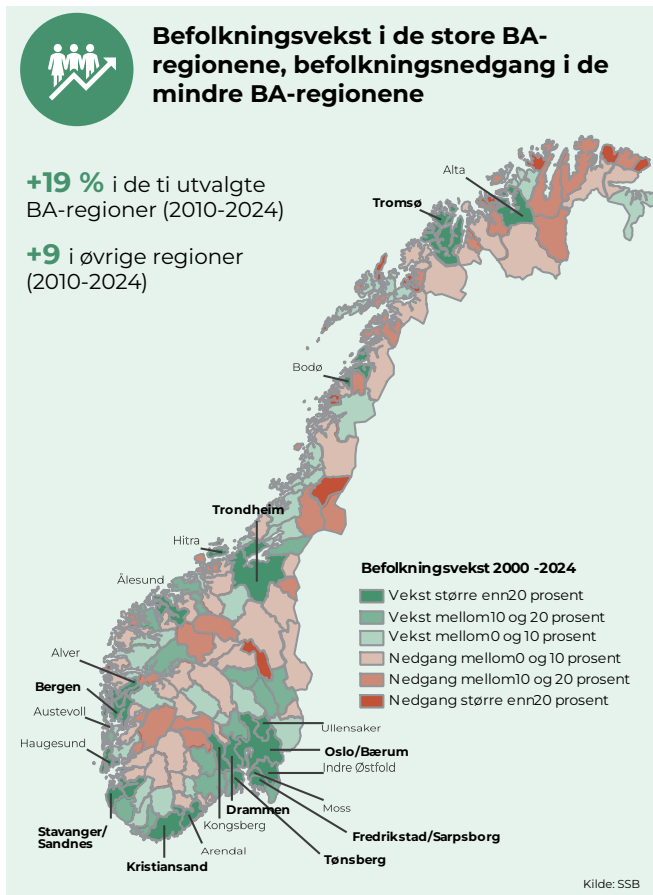 Befolkningsvekst i de store BA-
regionene, befolkningsnedgang i de
mindre BA-regionene
+19 % i de ti utvalgte
BA-regioner (2010-2024)
+9 i øvrige regioner
(2010-2024)
Alta
Tromsø
Bodø
Trondheim
Hitra
Ålesund
Befolkningsvekst 2000 -2024
Vekst større enn20 prosent
Vekst mellom10 og 20 prosent
Vekst mellom0 og 10 prosent
Nedgang mellom0 og 10 prosent
Nedgang mellom10 og 20 prosent
Nedgang større enn20 prosent
Alver
Bergen
Austevoll
Haugesund
Ullensaker
Oslo/Bærum
Indre Østfold
Moss
Drammen
Kongsberg
Fredrikstad/Sarpsborg
Stavanger/
Sandnes
Arendal
Tønsberg
Kristiansand
Kilde: SSB